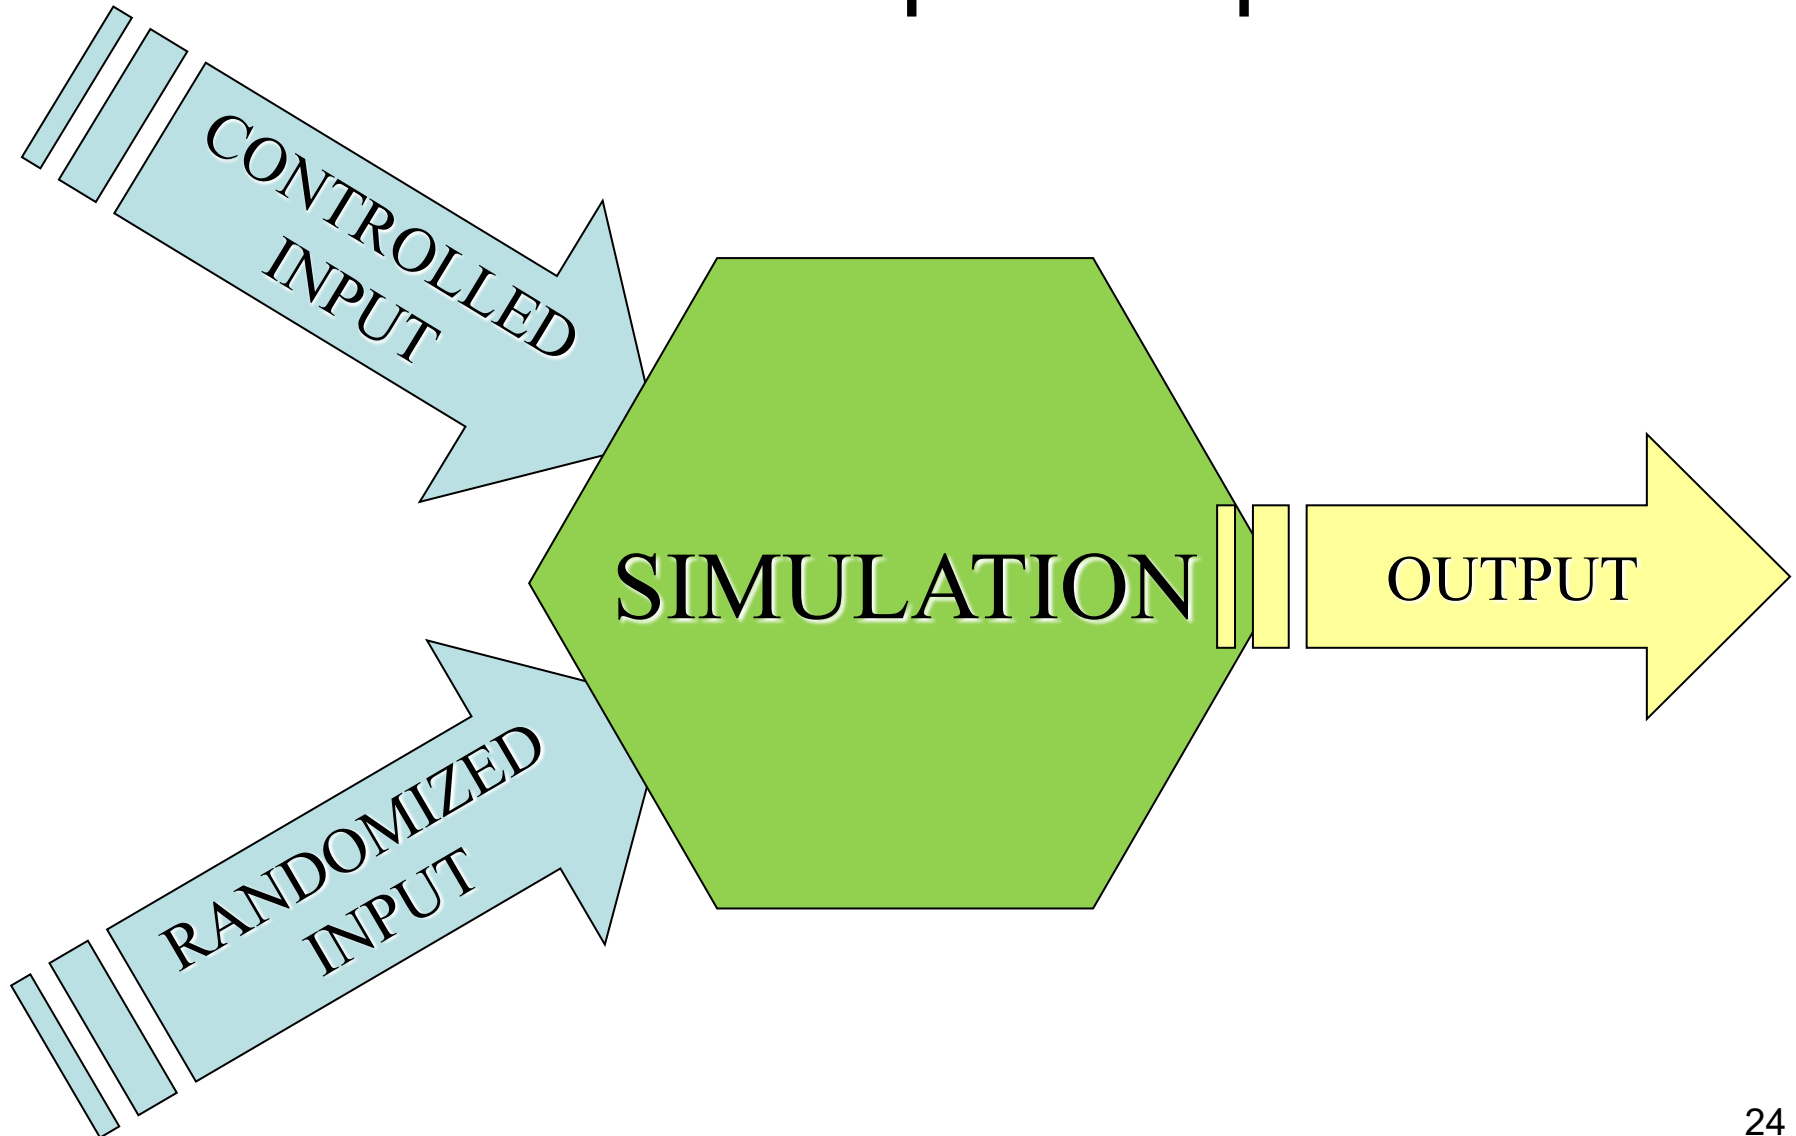 CONTROLLED
INPUT
SIMULATION
OUTPUT
RANDOMIZED
INPUT
24